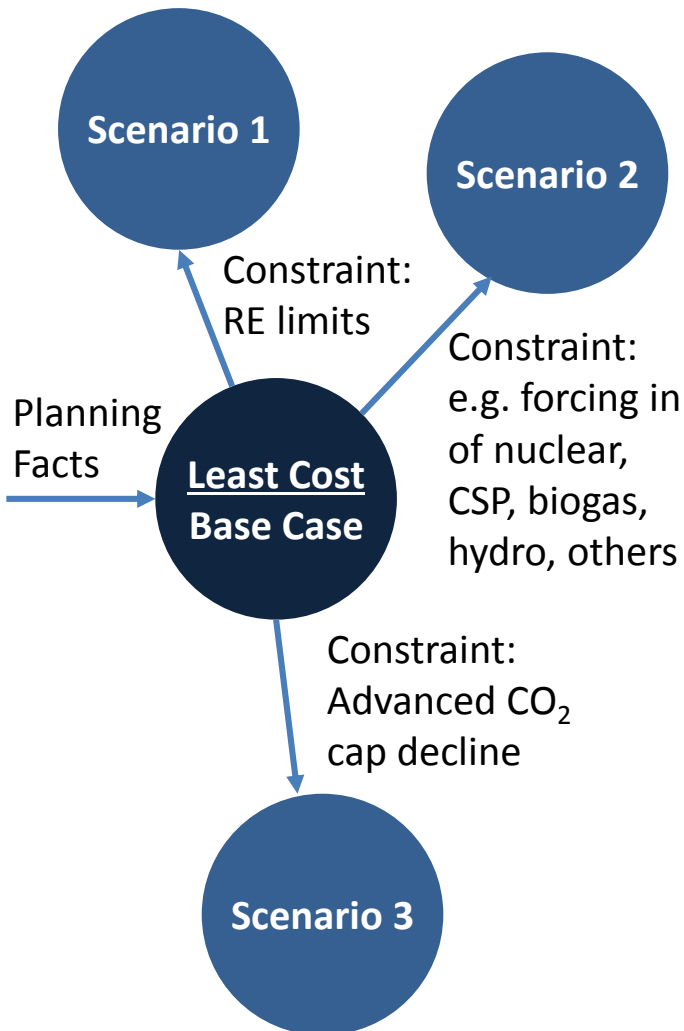 Scenario 1
Scenario 2
Constraint:
RE limits
Constraint:
e.g. forcing in
of nuclear,
CSP, biogas,
hydro, others
Planning
Facts
Least Cost
Base Case
Constraint:
Advanced CO₂
cap decline
Scenario 3